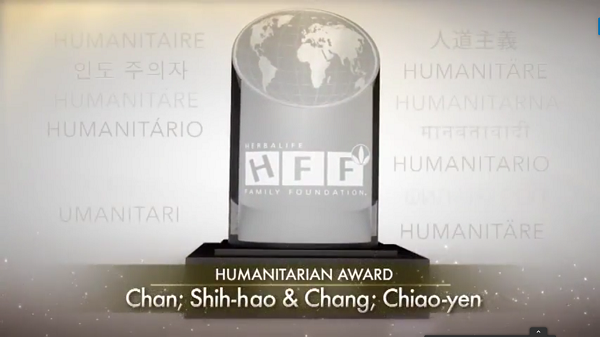 HUMANITAIRE
인도 주의자
HUMANITARE
HUMANITÁRIO
UMANITARI
人道主義
HUMANITÄRE
HUMANITÄRNA
मानवतावादी
HUMANITARIO
HUMANITÄRE
HERBALIFE
HFF
FAMILY FOUNDATION
HUMANITARIAN AWARD
Chan; Shih-hao & Chang; Chiao-yen